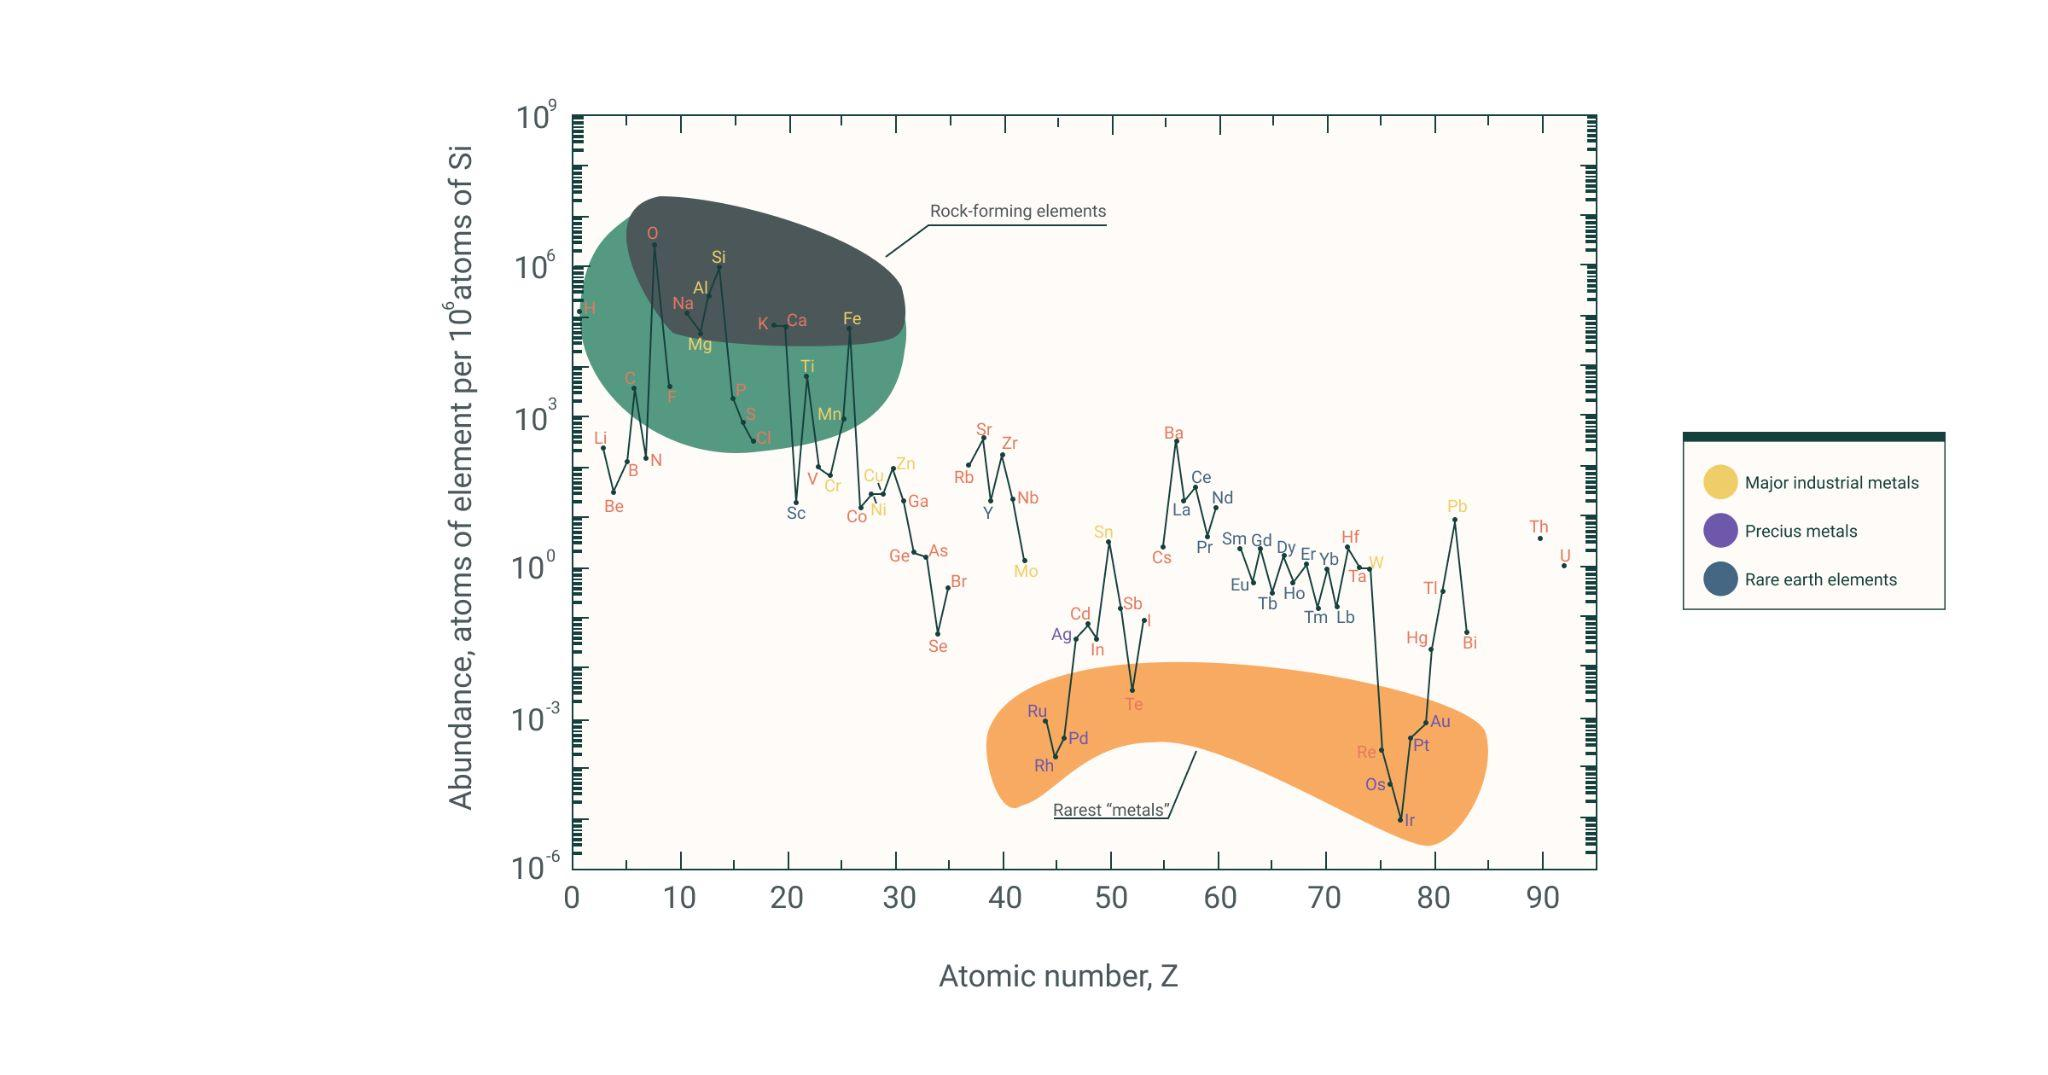 10⁹
Rock-forming elements
O
10⁶
Si
Al
H
Na
K
Ca
Fe
Mg
Ti
C
F
P
10³
Mn
S
Li
Cl
Sr
Ba
Zr
B
N
Zn
V
Cu
Rb
Cr
Ce
Be
Ga
Nb
Nd
Sc
Co
Ni
Y
La
Pb
Th
Sn
Pr
Sm
Gd
Hf
Ge
As
Cs
Dy
Er
Yb
U
10⁰
Mo
Ta
W
Br
Eu
Tb
Ho
Tl
Sb
Cd
I
Tm
Lb
Se
Ag
In
Hg
Bi
Te
10⁻³
Ru
Au
Pd
Pt
Re
Rh
Os
Rarest “metals”
Ir
10⁻⁶
0 10 20 30 40 50 60 70 80 90
Atomic number, Z
Abundance, atoms of element per 10⁶atoms of Si
Major industrial metals
Precius metals
Rare earth elements